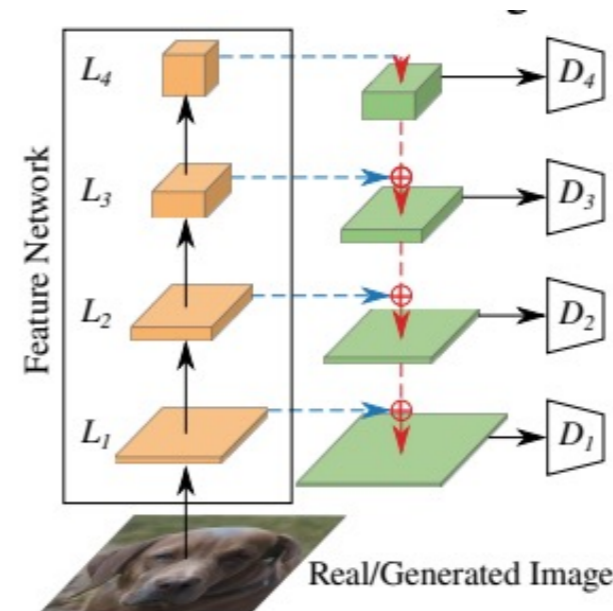 L4
D4
L3
D3
L2
D2
L1
D1
Feature Network
Real/Generated Image